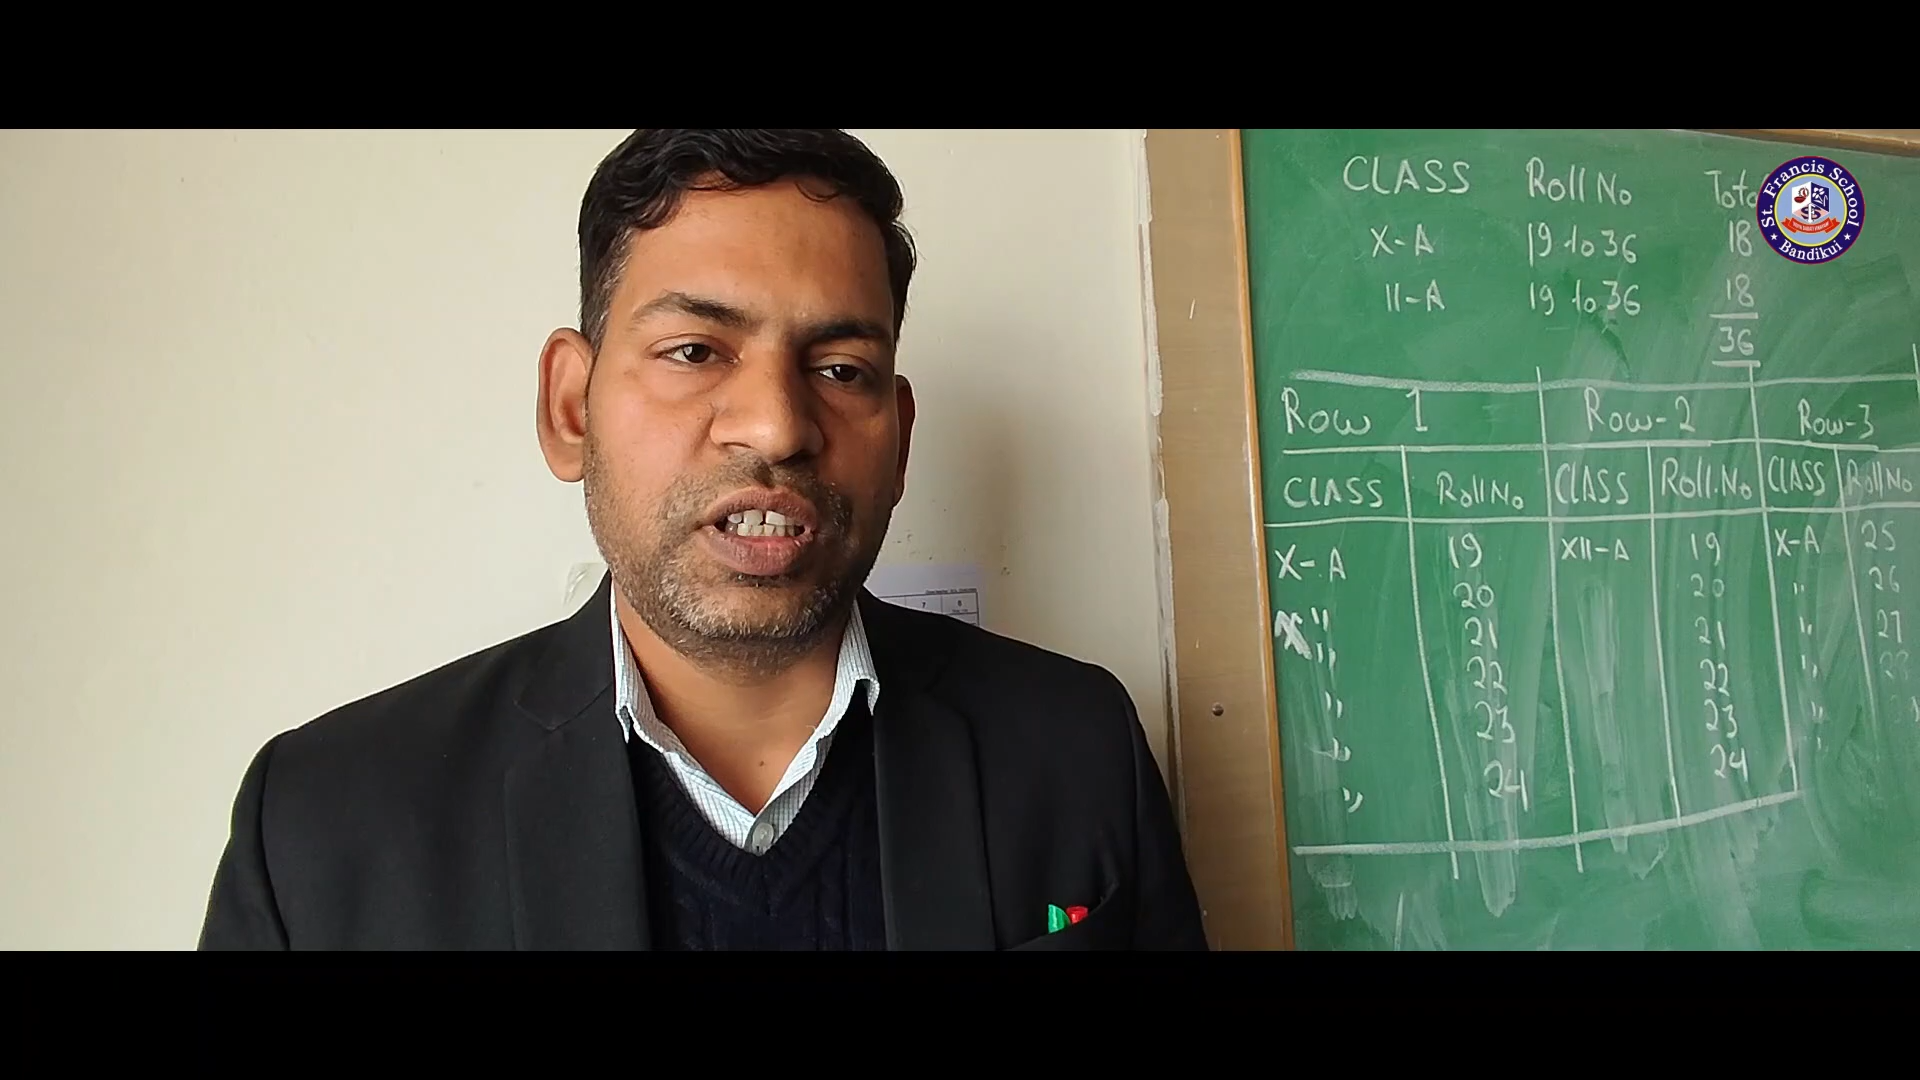 CLASS Roll No Tota
X-A 19 to 36 18
II-A 19 to 36 18
36
St. Francis School
Bandikui
Row 1 Row-2 Row-3
CLASS Roll No CLASS Roll.No CLASS Roll No
X-A 19 XII-A 19 X-A 25
" 20 20 " 26
" 21 21 " 27
" 22 22 "
" 23 23 "
" 24 24 "
7 8